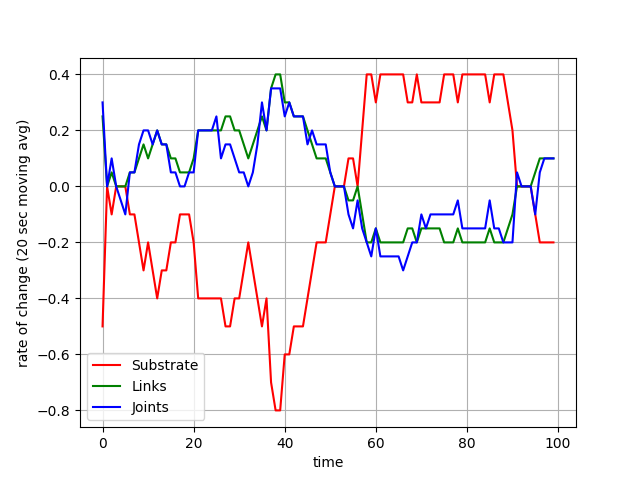 rate of change (20 sec moving avg)
0.4
0.2
0.0
−0.2
−0.4
−0.6
−0.8
Substrate
Links
Joints
0 20 40 60 80 100
time